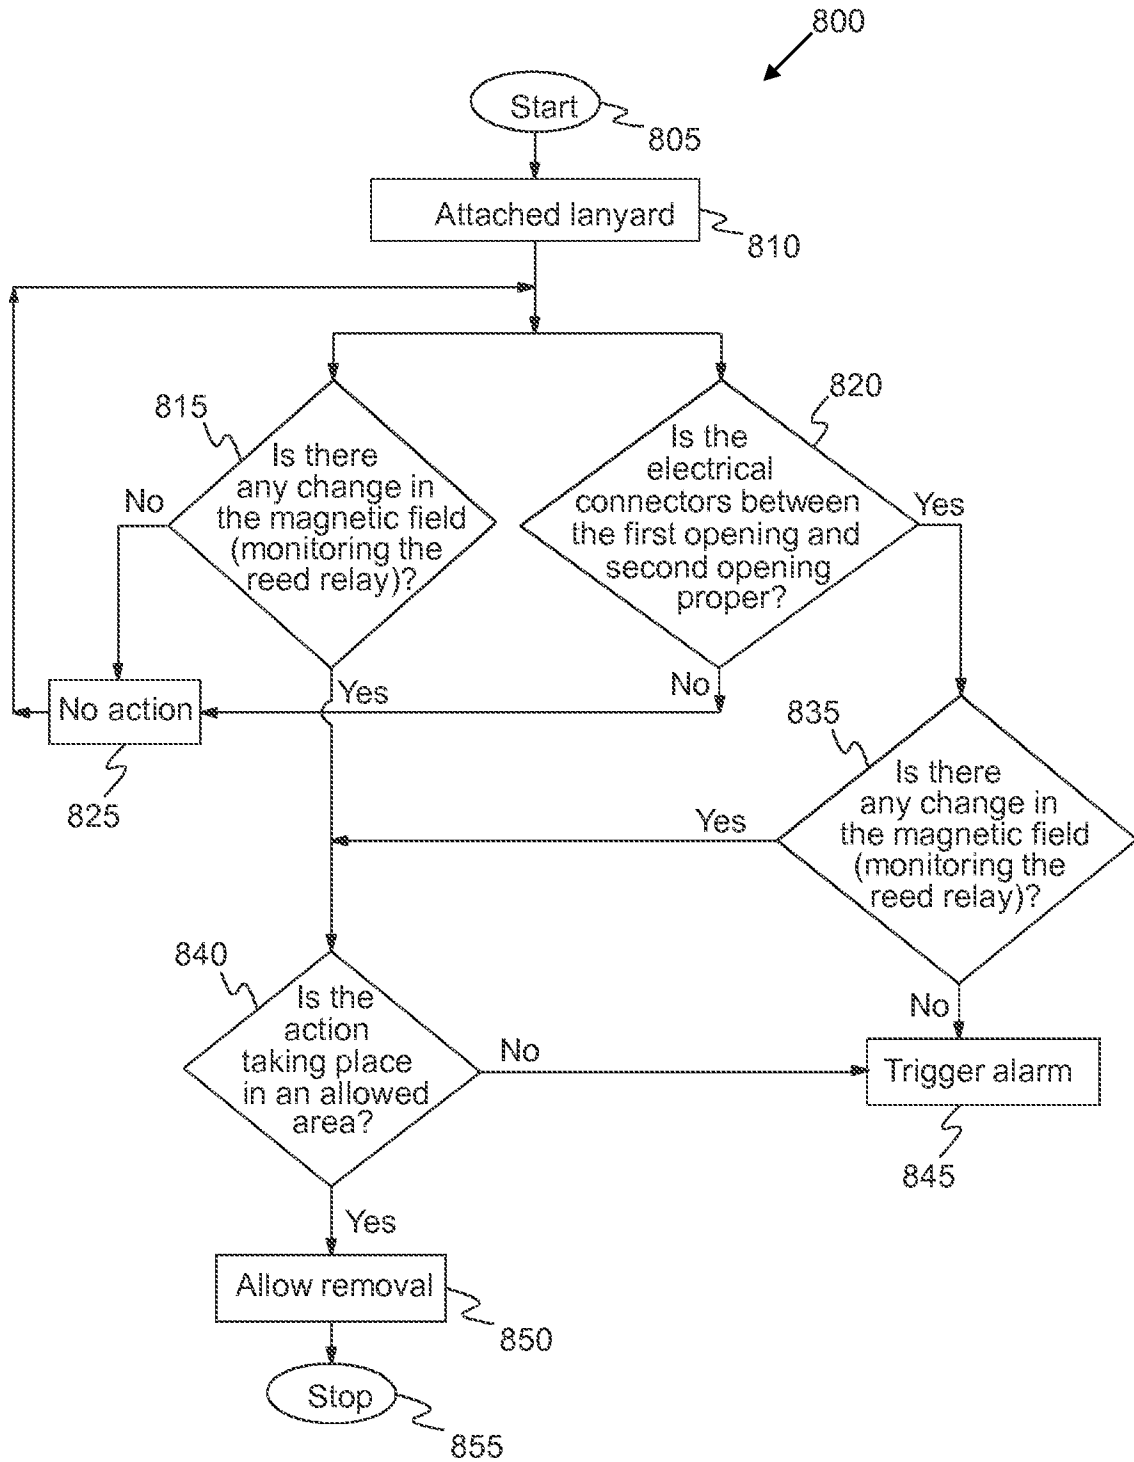 800
Start
805
Attached lanyard
810
815
Is there
any change in
the magnetic field
(monitoring the
reed relay)?
No
Yes
820
Is the
electrical
connectors between
the first opening and
second opening
proper?
Yes
No
No action
825
835
Is there
any change in
the magnetic field
(monitoring the
reed relay)?
Yes
No
840
Is the
action
taking place
in an allowed
area?
No
Yes
Trigger alarm
845
Allow removal
850
Stop
855